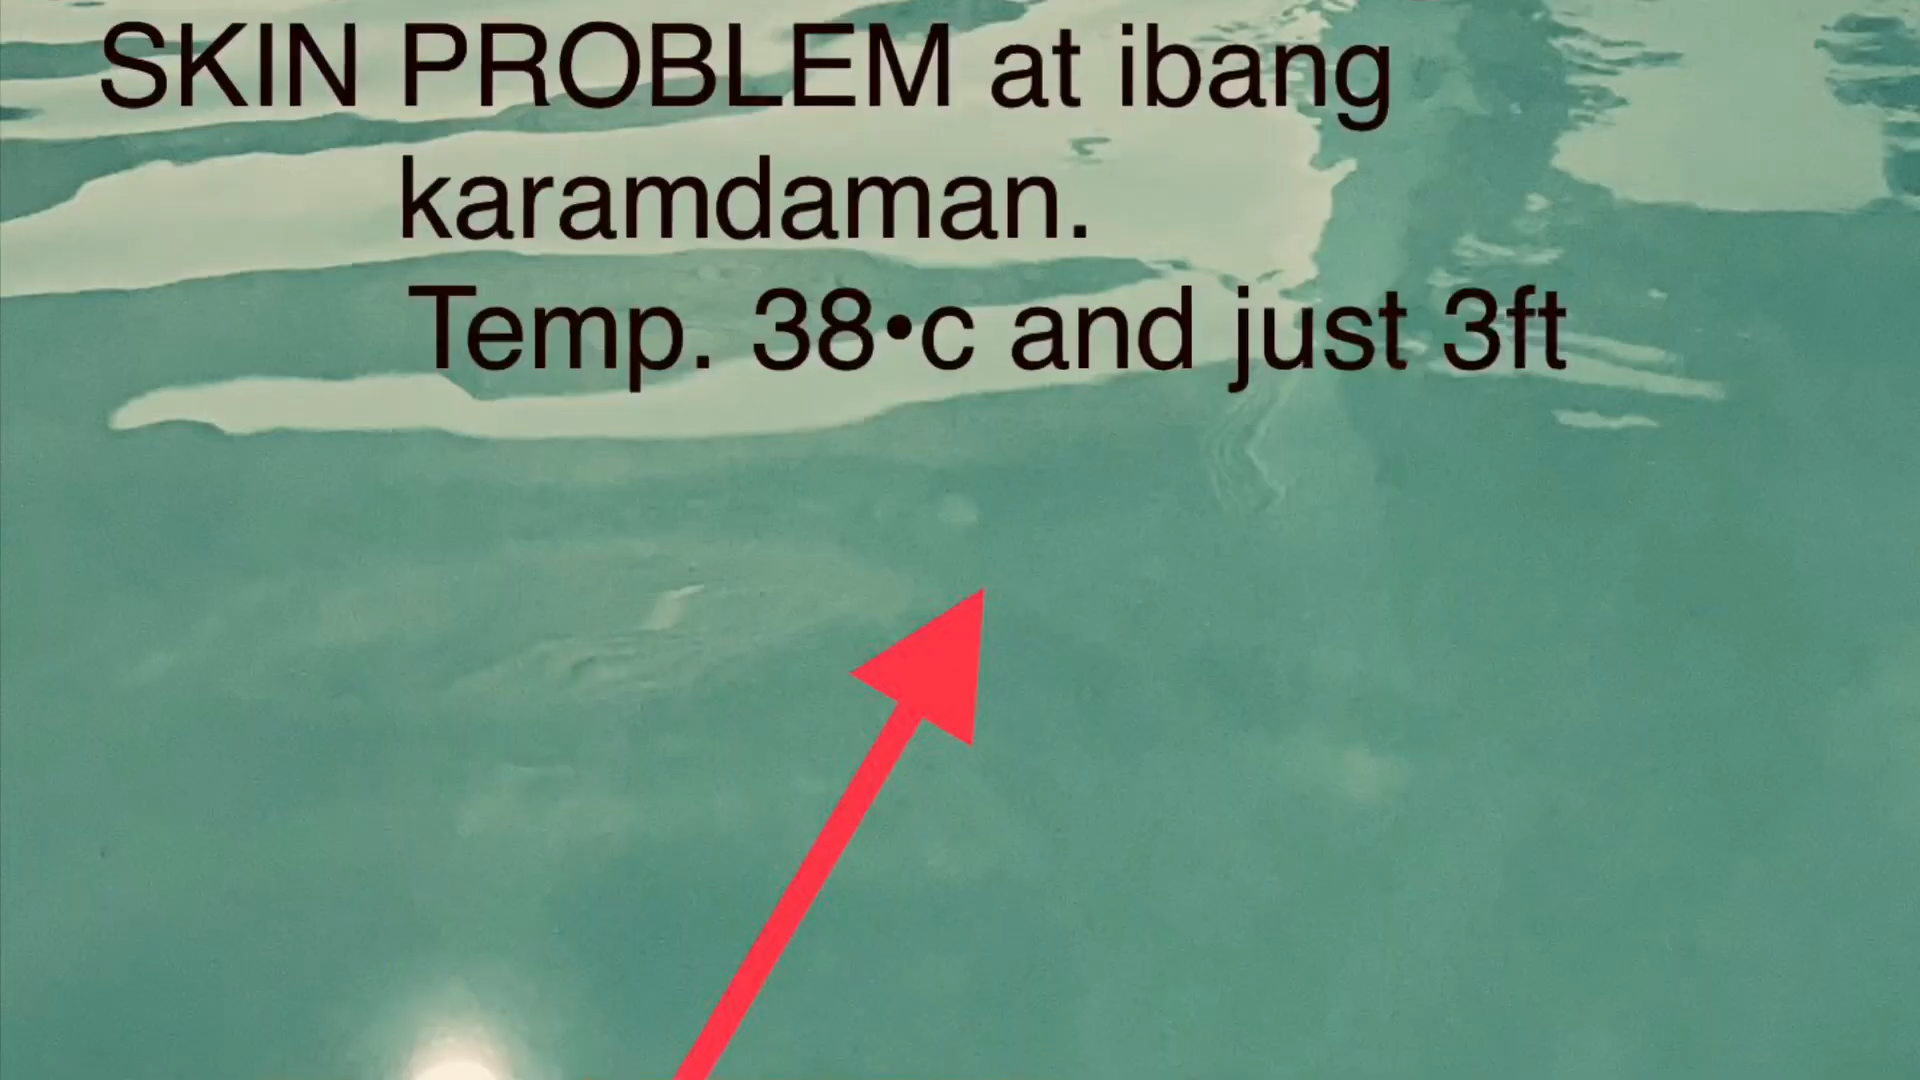 SKIN PROBLEM at ibang
karamdaman.
Temp. 38•c and just 3ft